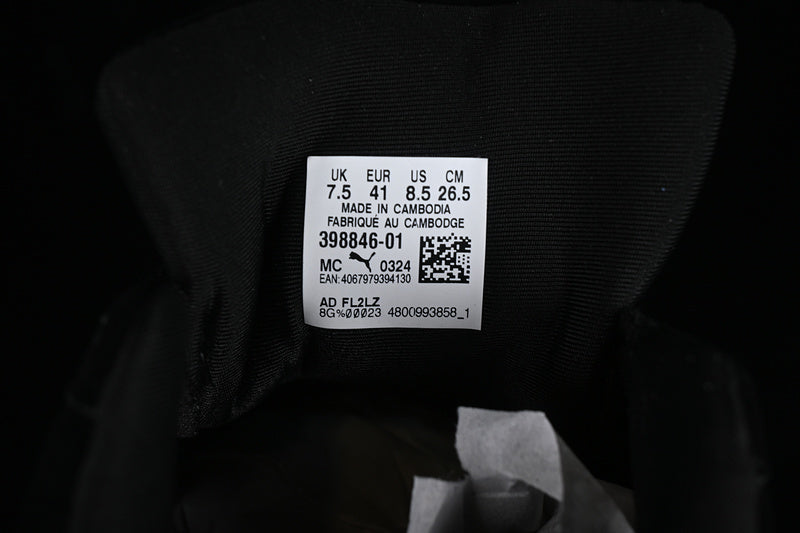 UK EUR US CM
7.5 41 8.5 26.5
MADE IN CAMBODIA
FABRIQUÉ AU CAMBODGE
398846-01
MC 0324
EAN: 4067979394130
AD FL2LZ
8G%00023 4800993858_1